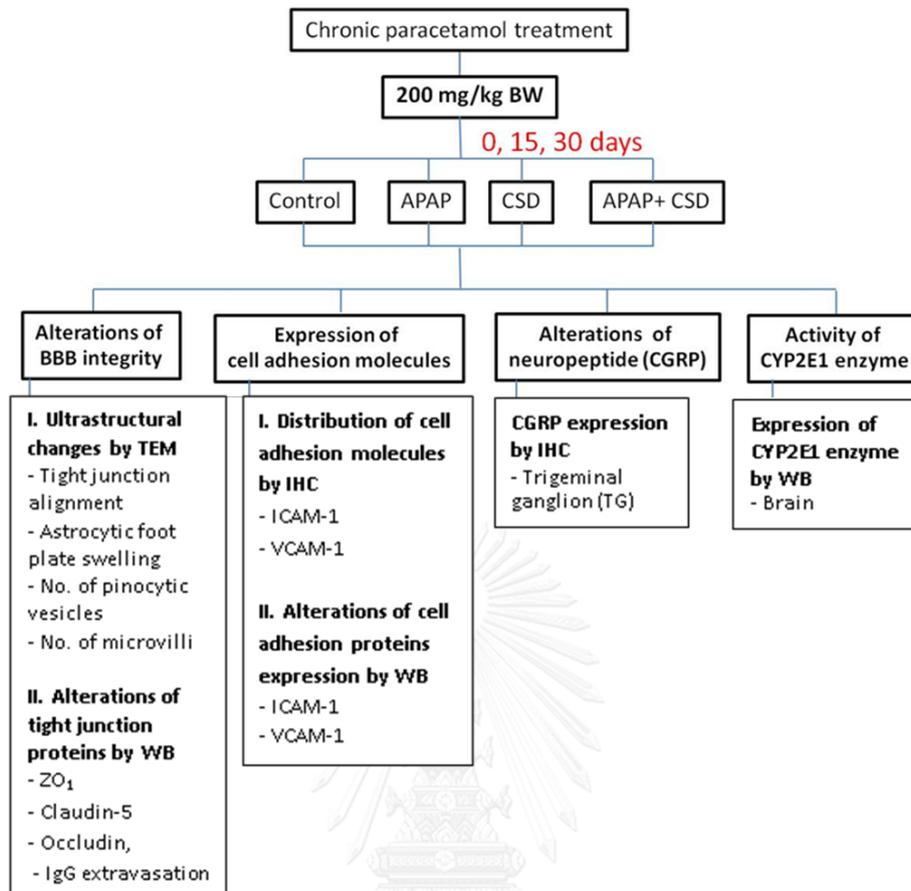 Chronic paracetamol treatment
200 mg/kg BW
0, 15, 30 days
Control
APAP
CSD
APAP+ CSD
Alterations of
BBB integrity
I. Ultrastructural
changes by TEM
- Tight junction
alignment
- Astrocytic foot
plate swelling
- No. of pinocytic
vesicles
- No. of microvilli
II. Alterations of
tight junction
proteins by WB
- ZO₁
- Claudin-5
- Occludin,
- IgG extravasation
Expression of
cell adhesion molecules
I. Distribution of cell
adhesion molecules
by IHC
- ICAM-1
- VCAM-1
II. Alterations of cell
adhesion proteins
expression by WB
- ICAM-1
- VCAM-1
Alterations of
neuropeptide (CGRP)
CGRP expression
by IHC
- Trigeminal
ganglion (TG)
Activity of
CYP2E1 enzyme
Expression of
CYP2E1 enzyme
by WB
- Brain